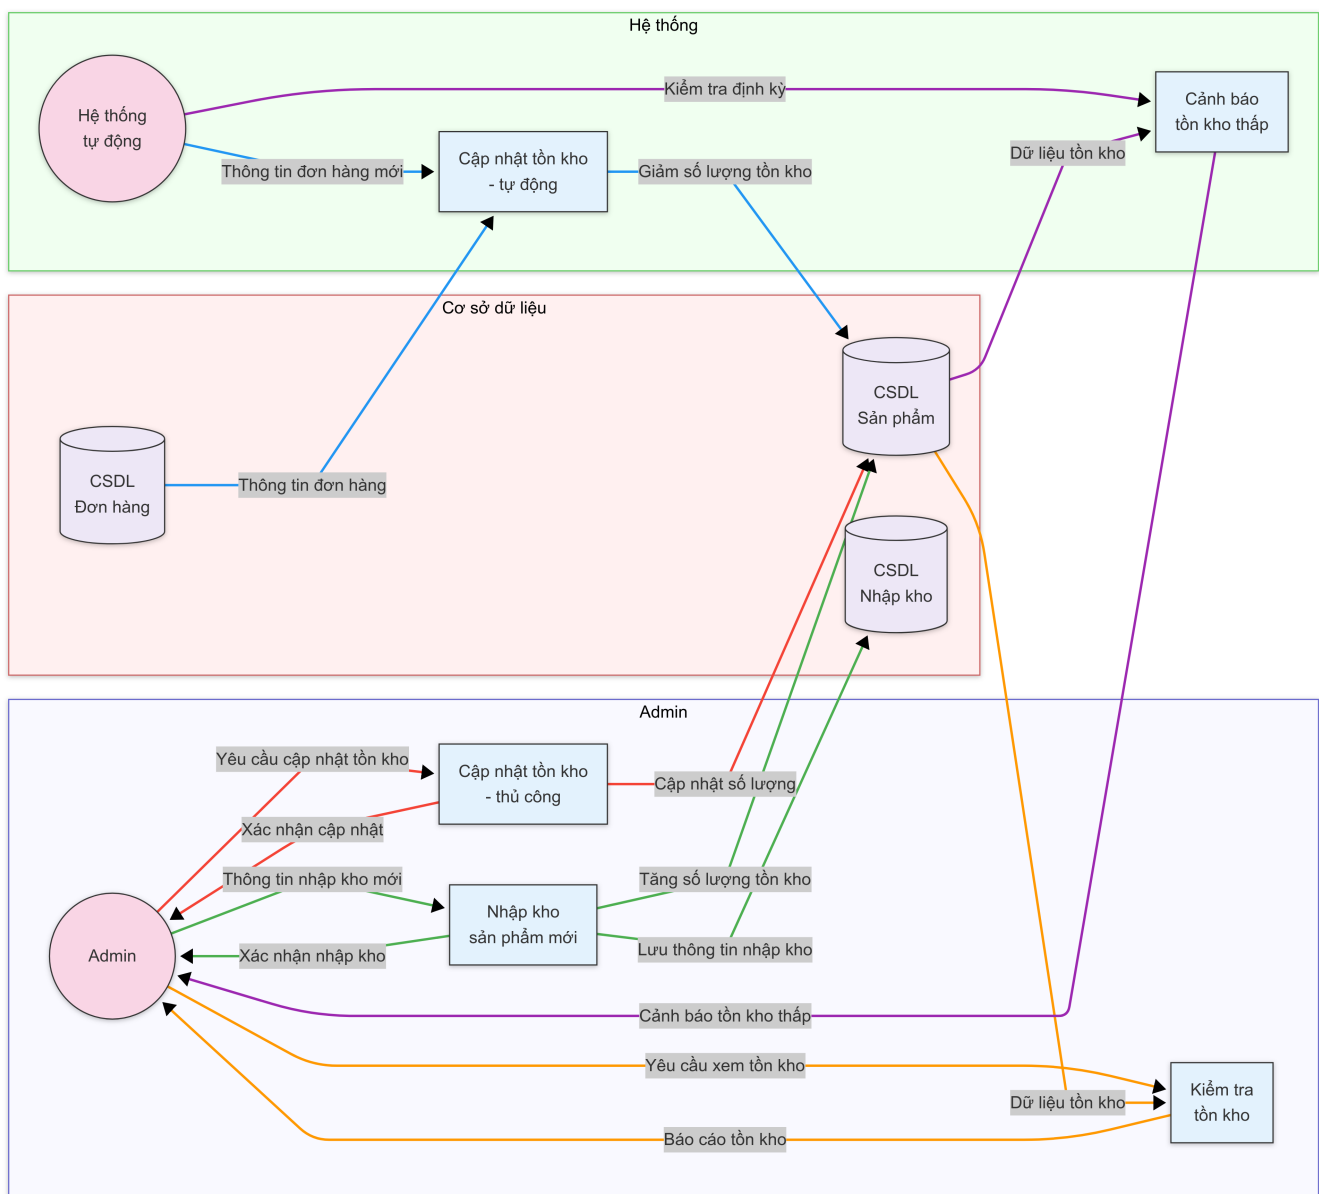 Hệ thống
Hệ thống
tự động
Kiểm tra định kỳ
Cảnh báo
tồn kho thấp
Thông tin đơn hàng mới
Cập nhật tồn kho
- tự động
Giảm số lượng tồn kho
Dữ liệu tồn kho
Cơ sở dữ liệu
CSDL
Sản phẩm
CSDL
Đơn hàng
Thông tin đơn hàng
CSDL
Nhập kho
Admin
Yêu cầu cập nhật tồn kho
Cập nhật tồn kho
- thủ công
Cập nhật số lượng
Xác nhận cập nhật
Thông tin nhập kho mới
Nhập kho
sản phẩm mới
Tăng số lượng tồn kho
Lưu thông tin nhập kho
Xác nhận nhập kho
Admin
Cảnh báo tồn kho thấp
Yêu cầu xem tồn kho
Dữ liệu tồn kho
Kiểm tra
tồn kho
Báo cáo tồn kho